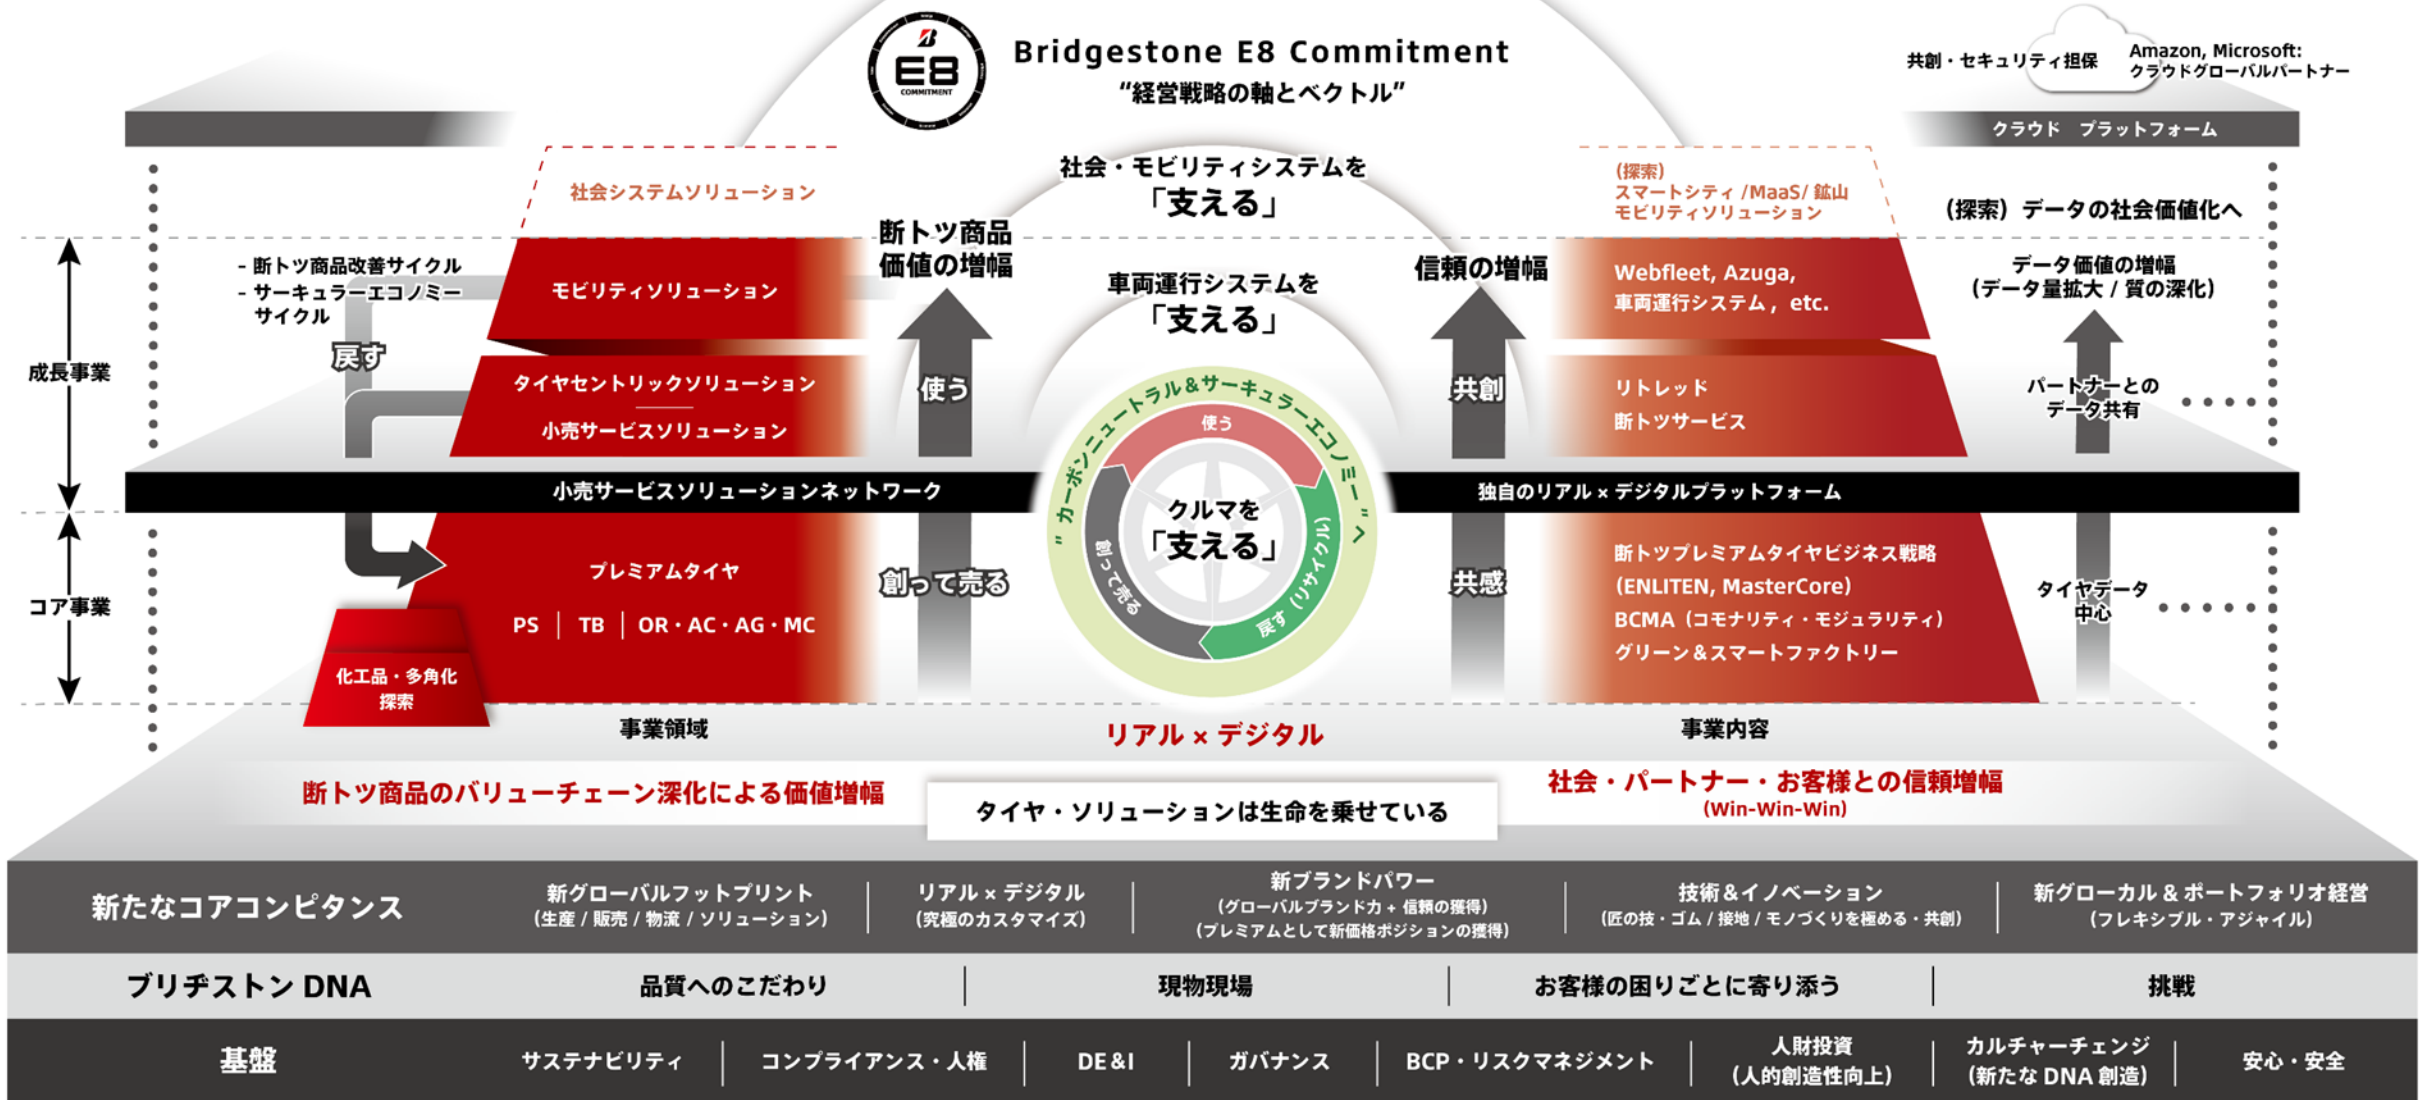 E8
COMMITMENT
Bridgestone E8 Commitment
“経営戦略の軸とベクトル”
共創・セキュリティ担保
Amazon, Microsoft:
クラウドグローバルパートナー
クラウド プラットフォーム
社会システムソリューション
社会・モビリティシステムを
「支える」
(探索)
スマートシティ /MaaS/ 鉱山
モビリティソリューション
(探索) データの社会価値化へ
断トツ商品
価値の増幅
信頼の増幅
- 断トツ商品改善サイクル
- サーキュラーエコノミー
サイクル
戻す
モビリティソリューション
車両運行システムを
「支える」
Webfleet, Azuga,
車両運行システム, etc.
データ価値の増幅
(データ量拡大 / 質の深化)
成長事業
タイヤセントリックソリューション
小売サービスソリューション
使う
共創
リトレッド
断トツサービス
パートナーとの
データ共有
小売サービスソリューションネットワーク
独自のリアル × デジタルプラットフォーム
“カーボンニュートラル＆サーキュラーエコノミー”へ
使う
創って売る
戻す (リサイクル)
クルマを
「支える」
コア事業
プレミアムタイヤ
PS | TB | OR・AC・AG・MC
化工品・多角化
探索
創って売る
共感
断トツプレミアムタイヤビジネス戦略
(ENLITEN, MasterCore)
BCMA (コモナリティ・モジュラリティ)
グリーン＆スマートファクトリー
タイヤデータ
中心
事業領域
リアル × デジタル
事業内容
断トツ商品のバリューチェーン深化による価値増幅
タイヤ・ソリューションは生命を乗せている
社会・パートナー・お客様との信頼増幅
(Win-Win-Win)
新たなコアコンピタンス
新グローバルフットプリント
(生産 / 販売 / 物流 / ソリューション)
リアル × デジタル
(究極のカスタマイズ)
新ブランドパワー
(グローバルブランド力 + 信頼の獲得)
(プレミアムとして新価格ポジションの獲得)
技術＆イノベーション
(匠の技・ゴム / 接地 / モノづくりを極める・共創)
新グローカル & ポートフォリオ経営
(フレキシブル・アジャイル)
ブリヂストン DNA
品質へのこだわり
現物現場
お客様の困りごとに寄り添う
挑戦
基盤
サステナビリティ
コンプライアンス・人権
DE&I
ガバナンス
BCP・リスクマネジメント
人財投資
(人的創造性向上)
カルチャーチェンジ
(新たな DNA 創造)
安心・安全